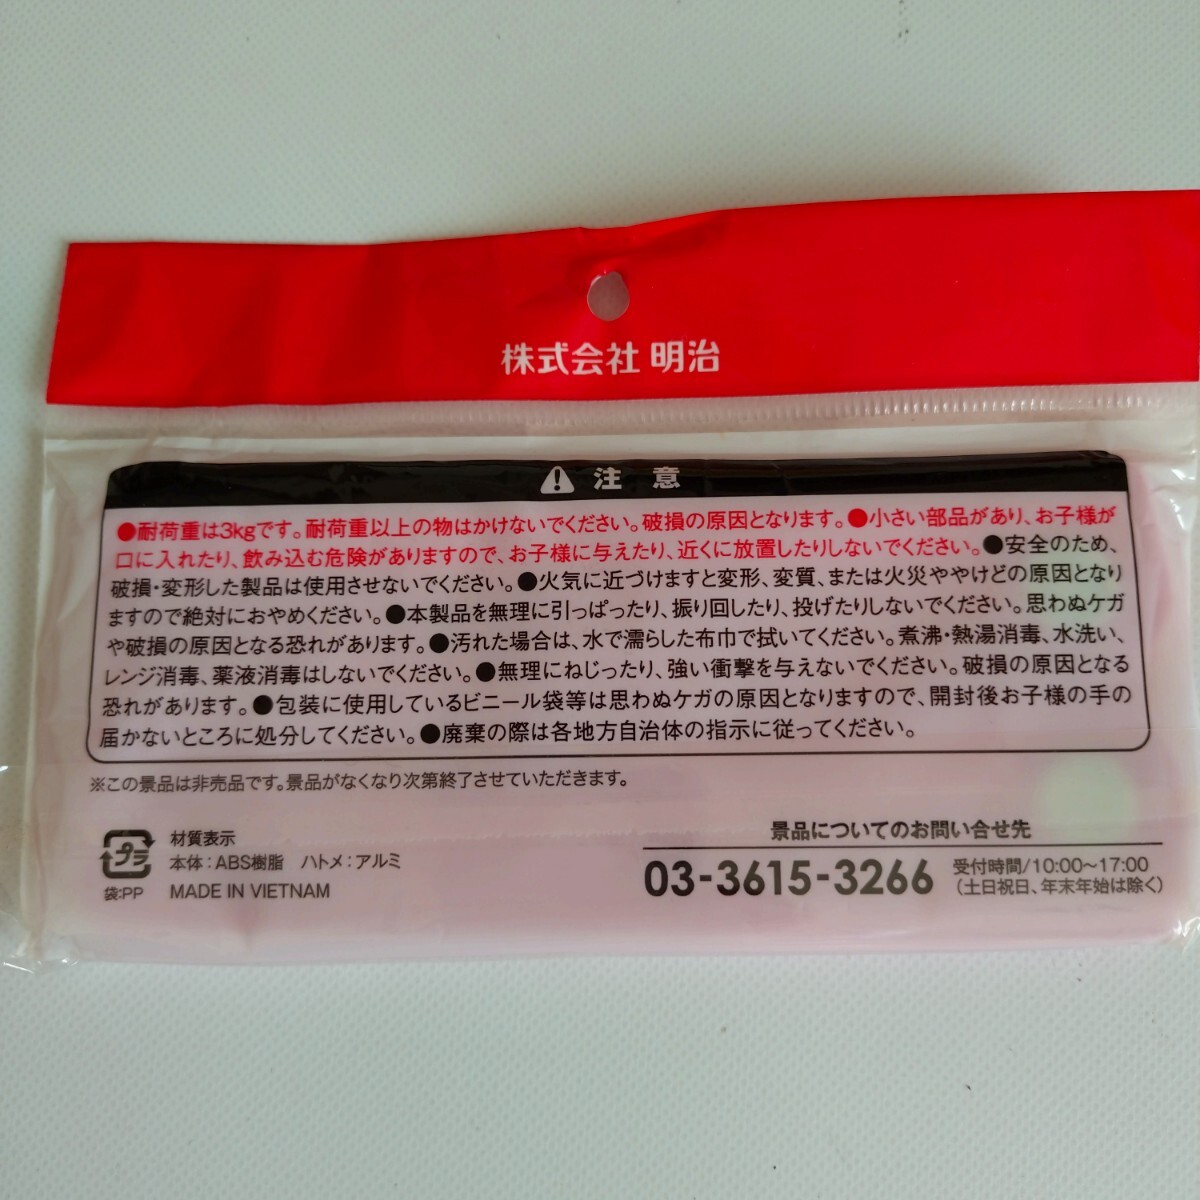 株式会社 明治
注意
●耐荷重は3kgです。耐荷重以上の物はかけないでください。破損の原因となります。●小さい部品があり、お子様が
口に入れたり、飲み込む危険がありますので、お子様に与えたり、近くに放置したりしないでください。●安全のため、
破損・変形した製品は使用させないでください。●火気に近づけますと変形、変質、または火災ややけどの原因となり
ますので絶対におやめください。●本製品を無理に引っぱったり、振り回したり、投げたりしないでください。思わぬケガ
や破損の原因となる恐れがあります。●汚れた場合は、水で濡らした布巾で拭いてください。煮沸・熱湯消毒、水洗い、
レンジ消毒、薬液消毒はしないでください。●無理にねじったり、強い衝撃を与えないでください。破損の原因となる
恐れがあります。●包装に使用しているビニール袋等は思わぬケガの原因となりますので、開封後お子様の手の
届かないところに処分してください。●廃棄の際は各地方自治体の指示に従ってください。
※この景品は非売品です。景品がなくなり次第終了させていただきます。
プラ
袋:PP
材質表示
本体：ABS樹脂 ハトメ：アルミ
MADE IN VIETNAM
景品についてのお問い合せ先
03-3615-3266
受付時間/10:00～17:00
（土日祝日、年末年始は除く）